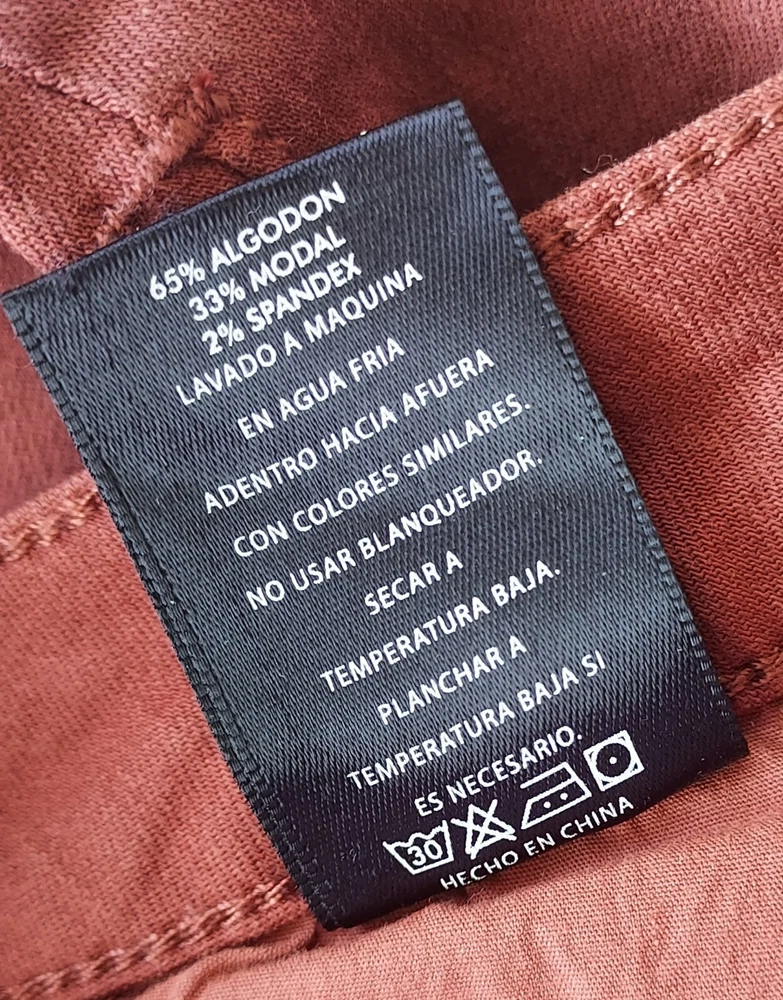 65% ALGODON
33% MODAL
2% SPANDEX
LAVADO A MAQUINA
EN AGUA FRIA
ADENTRO HACIA AFUERA
CON COLORES SIMILARES.
NO USAR BLANQUEADOR.
SECAR A
TEMPERATURA BAJA.
PLANCHAR A
TEMPERATURA BAJA SI
ES NECESARIO.
30
HECHO EN CHINA